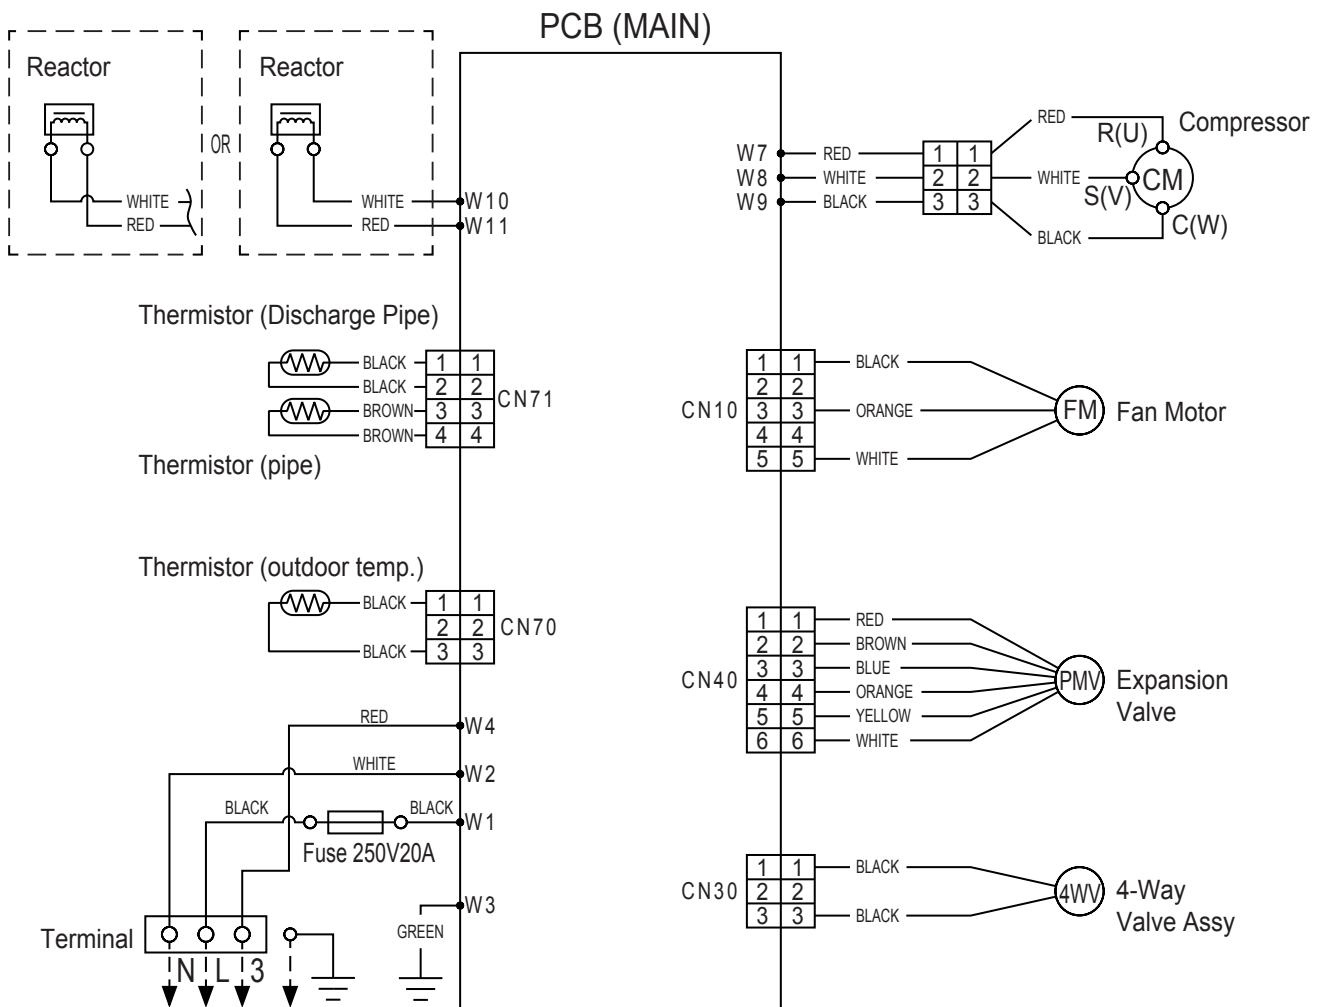 PCB (MAIN)
Reactor
WHITE
RED
OR
Reactor
WHITE
RED
W10
W11
W7
W8
W9
RED
WHITE
BLACK
1 1
2 2
3 3
RED
WHITE
BLACK
R(U)
S(V)
C(W)
CM
Compressor
Thermistor (Discharge Pipe)
BLACK
BLACK
BROWN
BROWN
1 1
2 2
3 3
4 4
CN71
Thermistor (pipe)
CN10
1 1
2 2
3 3
4 4
5 5
BLACK
ORANGE
WHITE
FM
Fan Motor
Thermistor (outdoor temp.)
BLACK
BLACK
1 1
2 2
3 3
CN70
CN40
1 1
2 2
3 3
4 4
5 5
6 6
RED
BROWN
BLUE
ORANGE
YELLOW
WHITE
PMV
Expansion
Valve
RED
W4
WHITE
W2
BLACK
BLACK
W1
Fuse 250V20A
W3
GREEN
Terminal
N L 3
CN30
1 1
2 2
3 3
BLACK
BLACK
4WV
4-Way
Valve Assy